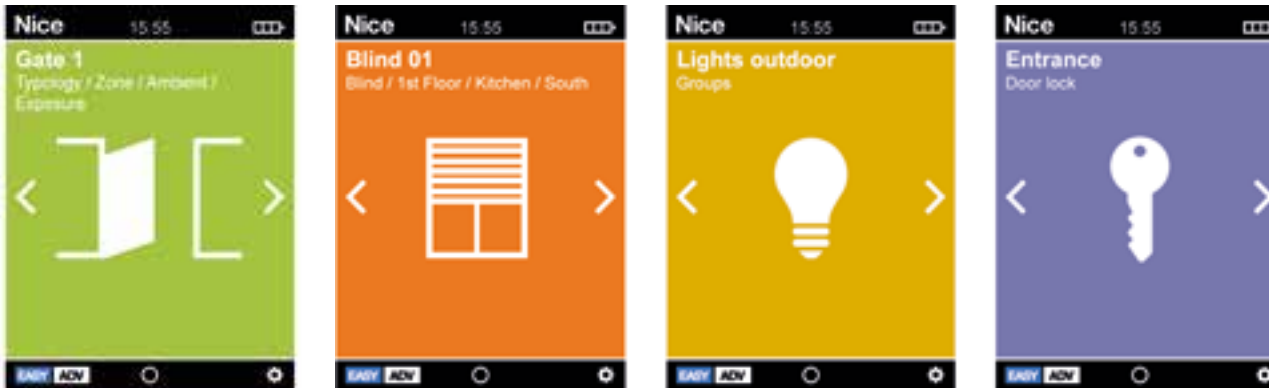 Nice 15:55
Gate 1
Typology / Zone / Ambient /
Exposure
EASY ADV
Nice 15:55
Blind 01
Blind / 1st Floor / Kitchen / South
EASY ADV
Nice 15:55
Lights outdoor
Groups
EASY ADV
Nice 15:55
Entrance
Door lock
EASY ADV